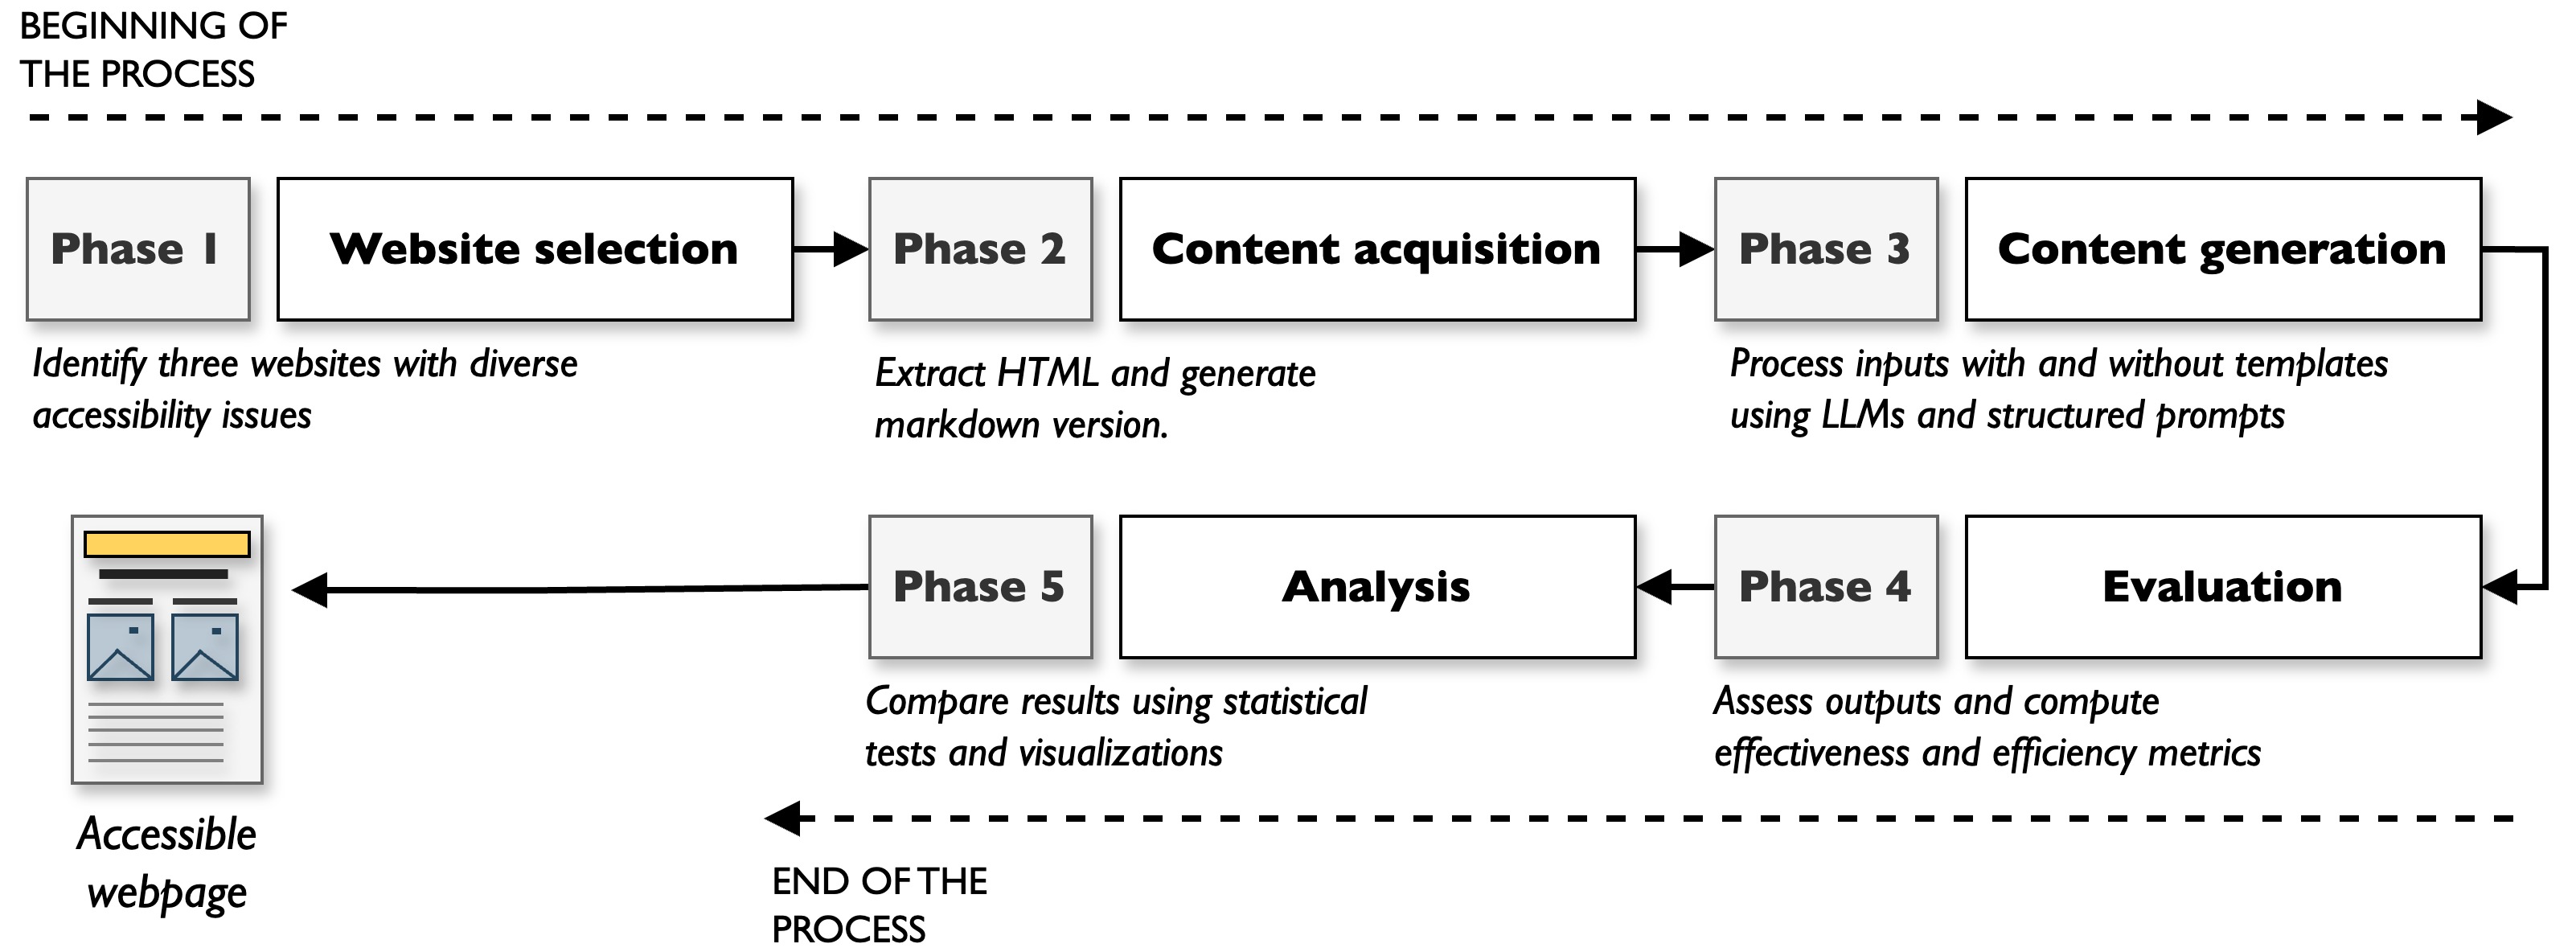 BEGINNING OF
THE PROCESS
Phase 1
Website selection
Phase 2
Content acquisition
Phase 3
Content generation
Identify three websites with diverse
accessibility issues
Extract HTML and generate
markdown version.
Process inputs with and without templates
using LLMs and structured prompts
Phase 5
Analysis
Phase 4
Evaluation
Compare results using statistical
tests and visualizations
Assess outputs and compute
effectiveness and efficiency metrics
Accessible
webpage
END OF THE
PROCESS